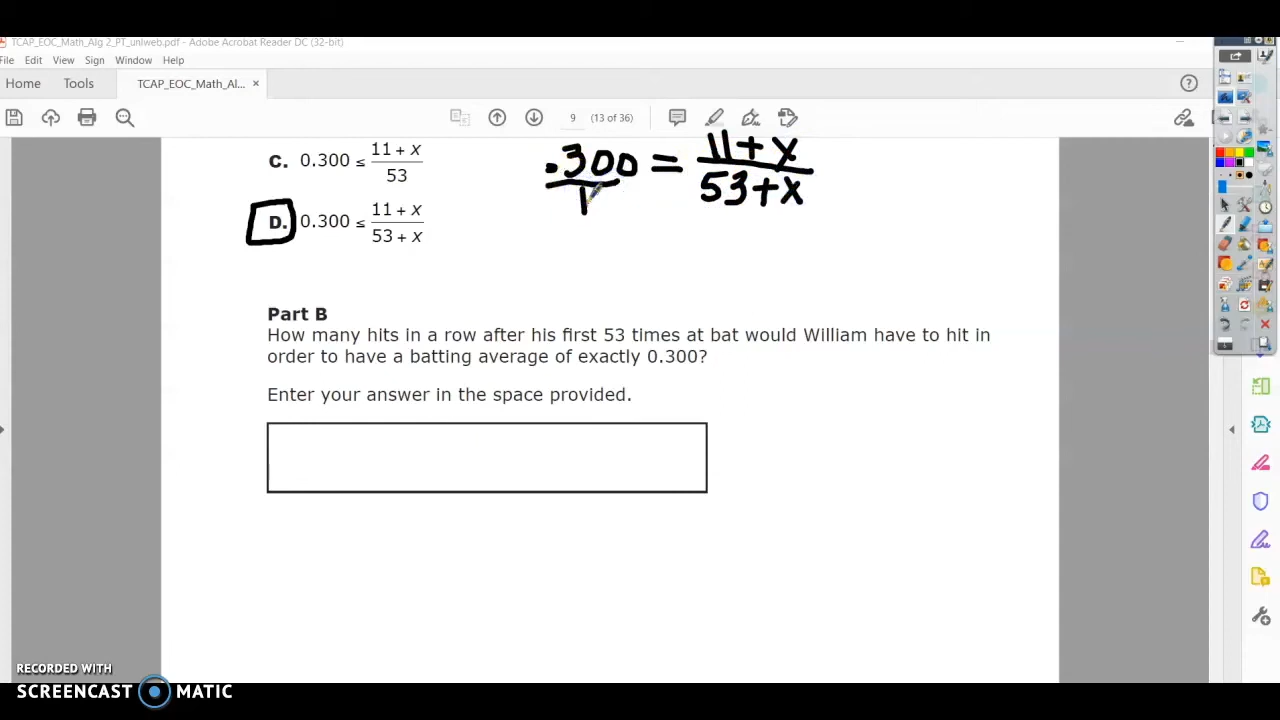 TCAP_EOC_Math_Alg 2_PT_unlweb.pdf - Adobe Acrobat Reader DC (32-bit)
File Edit View Sign Window Help
Home Tools TCAP_EOC_Math_Al... ×
9 (13 of 36)
C. 0.300 ≤ 11 + x / 53
.300 / 1 = 11 + x / 53 + x
D. 0.300 ≤ 11 + x / 53 + x
Part B
How many hits in a row after his first 53 times at bat would William have to hit in
order to have a batting average of exactly 0.300?
Enter your answer in the space provided.
RECORDED WITH
SCREENCAST MATIC